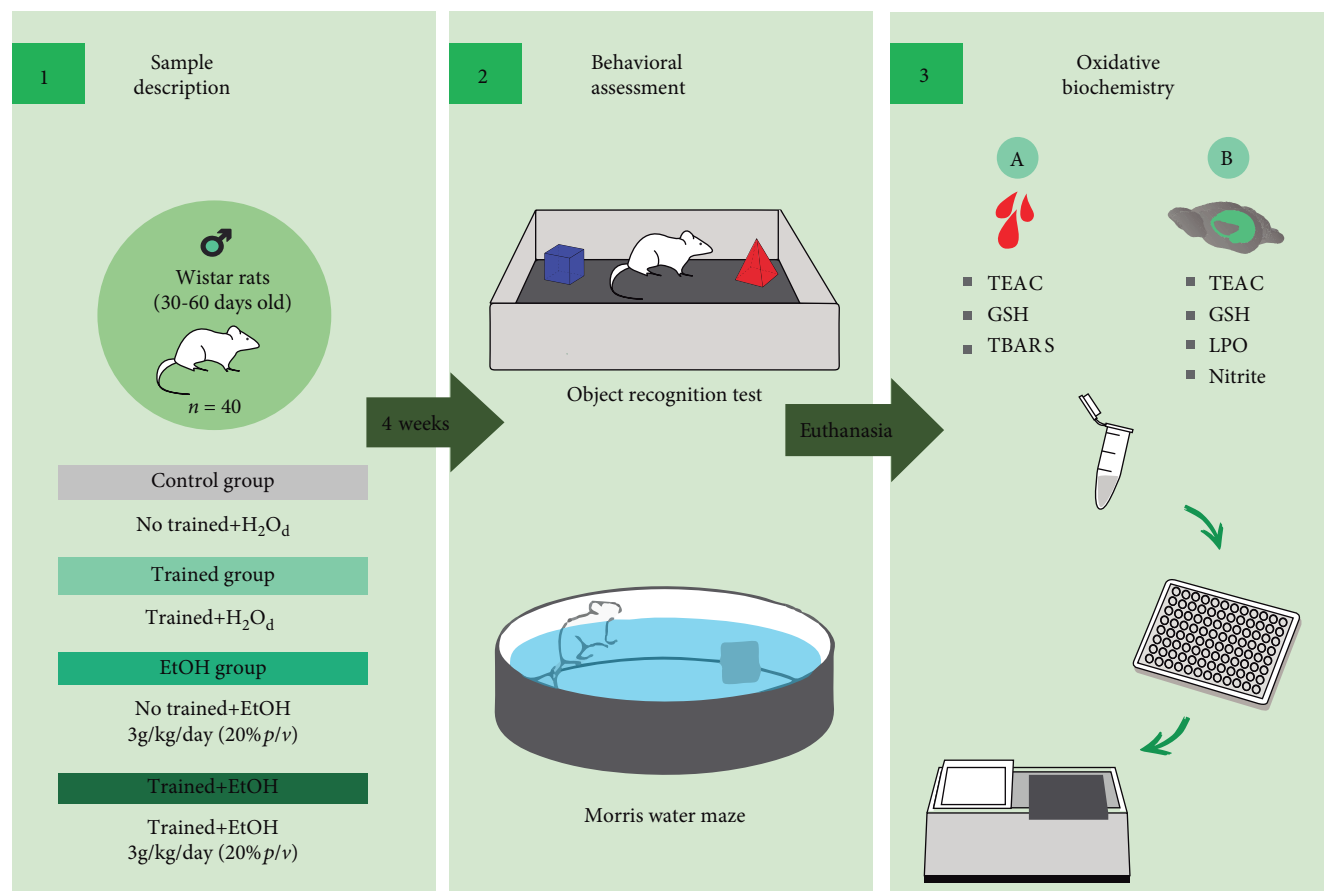 1
Sample
description
Wistar rats
(30-60 days old)
n = 40
Control group
No trained+H₂O_d
Trained group
Trained+H₂O_d
EtOH group
No trained+EtOH
3g/kg/day (20% p/v)
Trained+EtOH
Trained+EtOH
3g/kg/day (20% p/v)
4 weeks
2
Behavioral
assessment
Object recognition test
Morris water maze
Euthanasia
3
Oxidative
biochemistry
A
TEAC
GSH
TBARS
B
TEAC
GSH
LPO
Nitrite